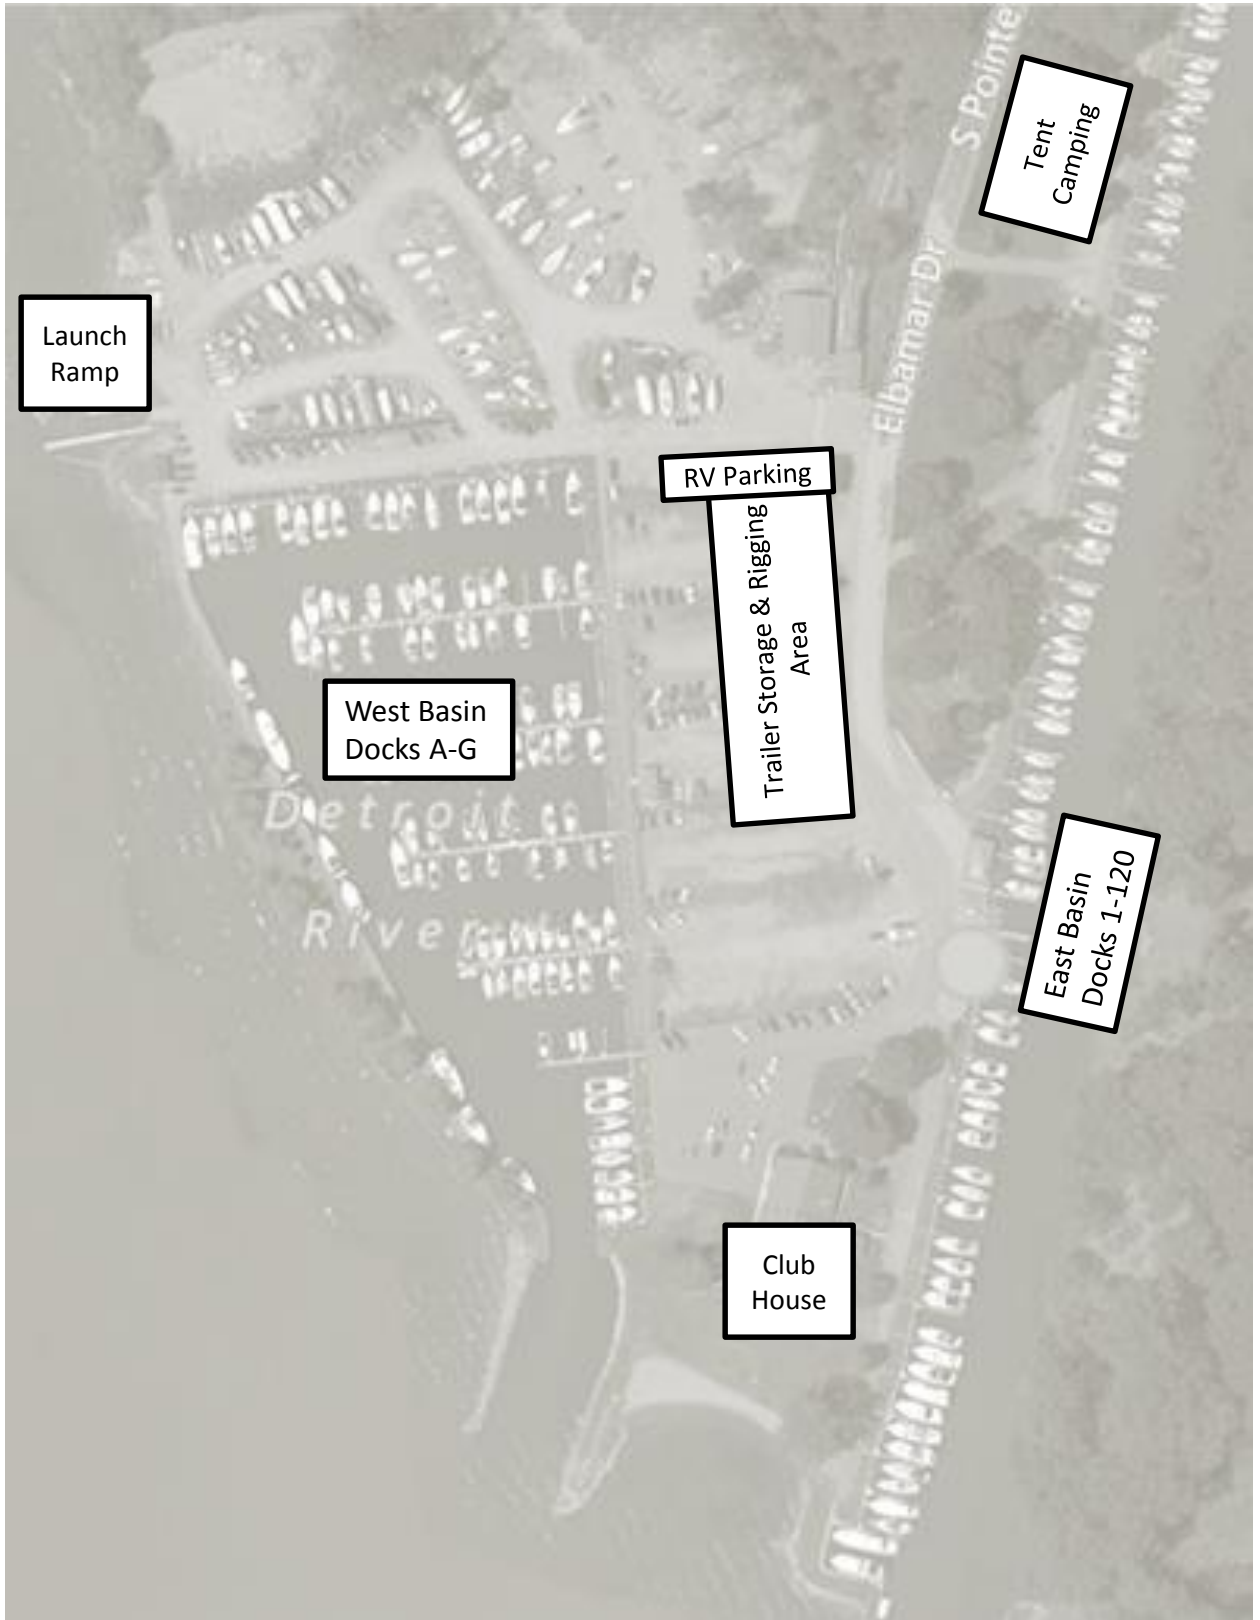 S Pointe
Tent
Camping
Elbamar Dr
Launch
Ramp
RV Parking
Trailer Storage & Rigging
Area
West Basin
Docks A-G
Detroit
River
East Basin
Docks 1-120
Club
House